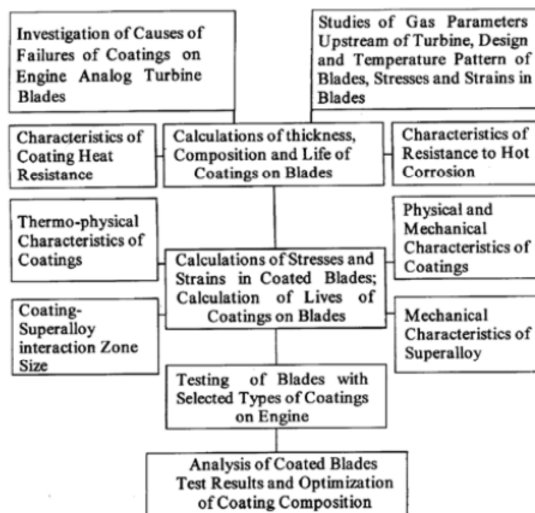 Investigation of Causes of
Failures of Coatings on
Engine Analog Turbine
Blades
Studies of Gas Parameters
Upstream of Turbine, Design
and Temperature Pattern of
Blades, Stresses and Strains in
Blades
Characteristics of
Coating Heat
Resistance
Calculations of thickness,
Composition and Life of
Coatings on Blades
Characteristics of
Resistance to Hot
Corrosion
Thermo-physical
Characteristics of
Coatings
Physical and
Mechanical
Characteristics of
Coatings
Calculations of Stresses and
Strains in Coated Blades;
Calculation of Lives of
Coatings on Blades
Coating-
Superalloy
interaction Zone
Size
Mechanical
Characteristics of
Superalloy
Testing of Blades with
Selected Types of Coatings
on Engine
Analysis of Coated Blades
Test Results and Optimization
of Coating Composition